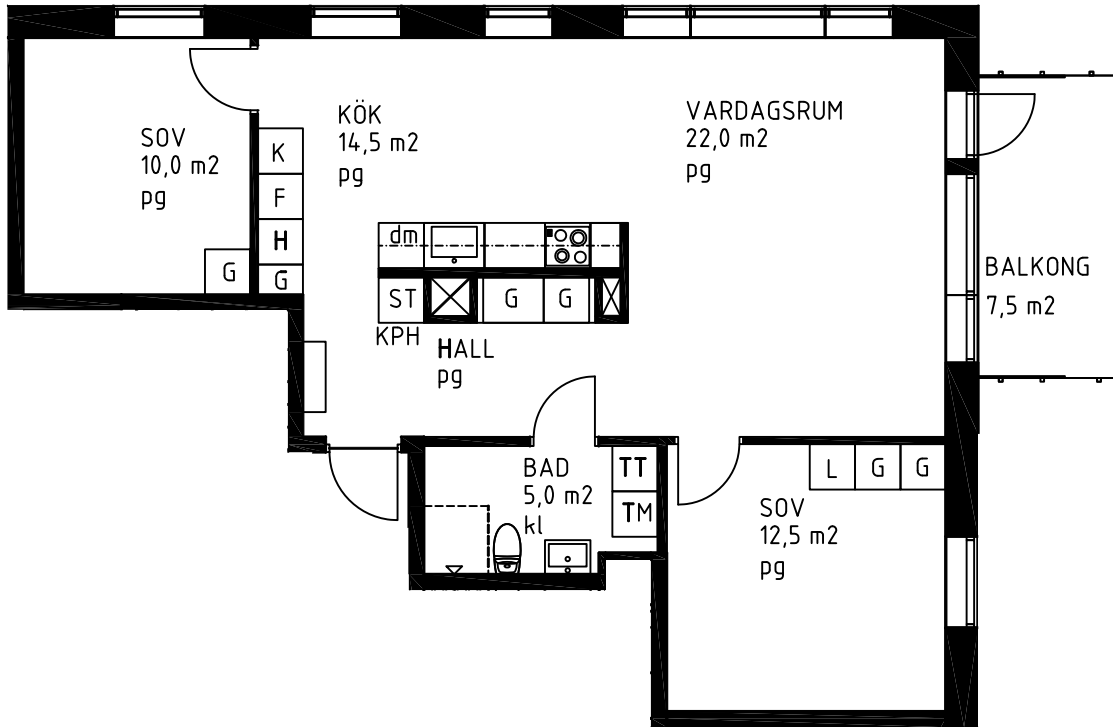 SOV
10,0 m2
pg
KÖK
14,5 m2
pg
VARDAGSRUM
22,0 m2
pg
K
F
H
G
G
dm
ST
G
G
KPH
HALL
pg
BALKONG
7,5 m2
BAD
5,0 m2
kl
TT
TM
L
G
G
SOV
12,5 m2
pg